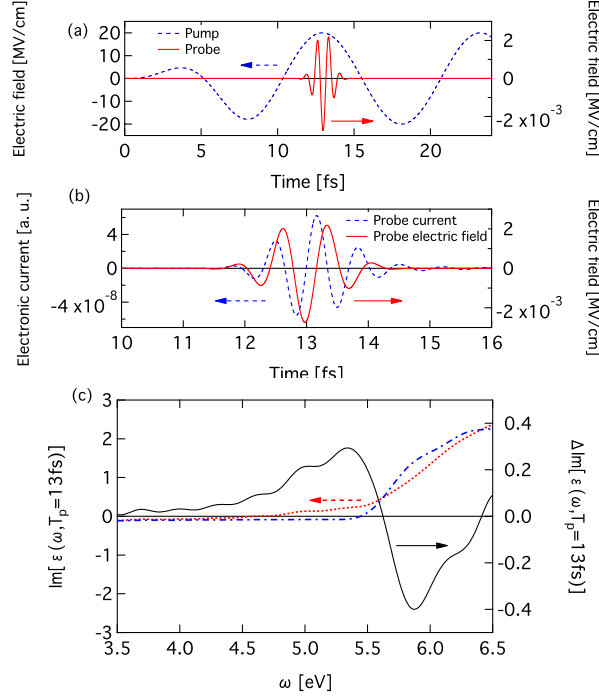 (a)
Pump
Probe
Electric field [MV/cm]
20
10
0
-10
-20
2
0
-2 x10⁻³
Electric field [MV/cm]
0
5
10
15
20
Time [fs]
(b)
Probe current
Probe electric field
Electronic current [a. u.]
4
0
-4 x10⁻⁸
2
0
-2 x10⁻³
Electric field [MV/cm]
10
11
12
13
14
15
16
Time [fs]
(c)
Im[ ε (ω,Tₚ=13fs)]
3
2
1
0
-1
-2
-3
0.4
0.2
0.0
-0.2
-0.4
ΔIm[ ε (ω,Tₚ=13fs)]
3.5
4.0
4.5
5.0
5.5
6.0
6.5
ω [eV]